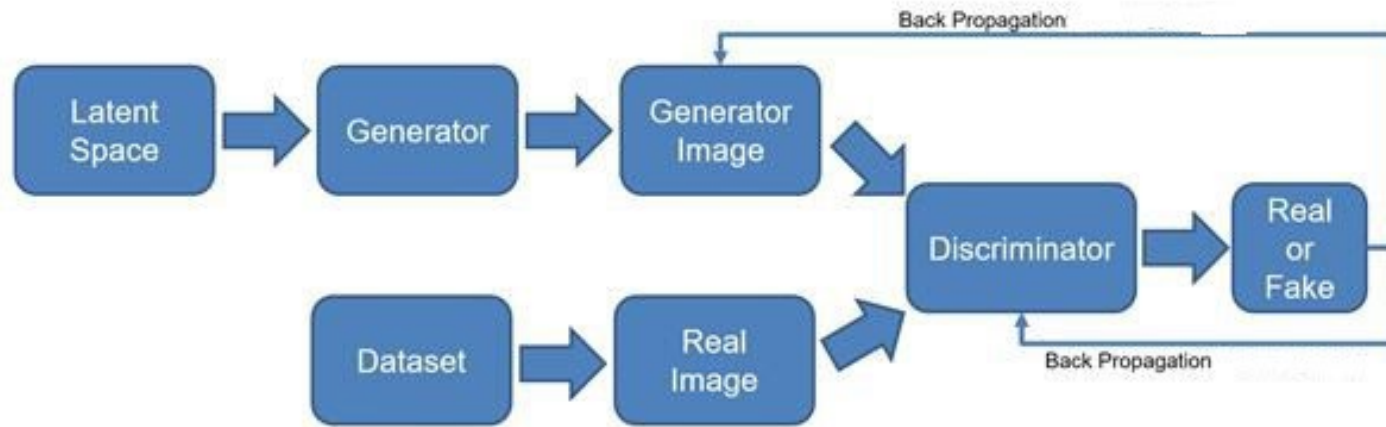 Back Propagation
Latent
Space
Generator
Generator
Image
Discriminator
Real
or
Fake
Dataset
Real
Image
Back Propagation